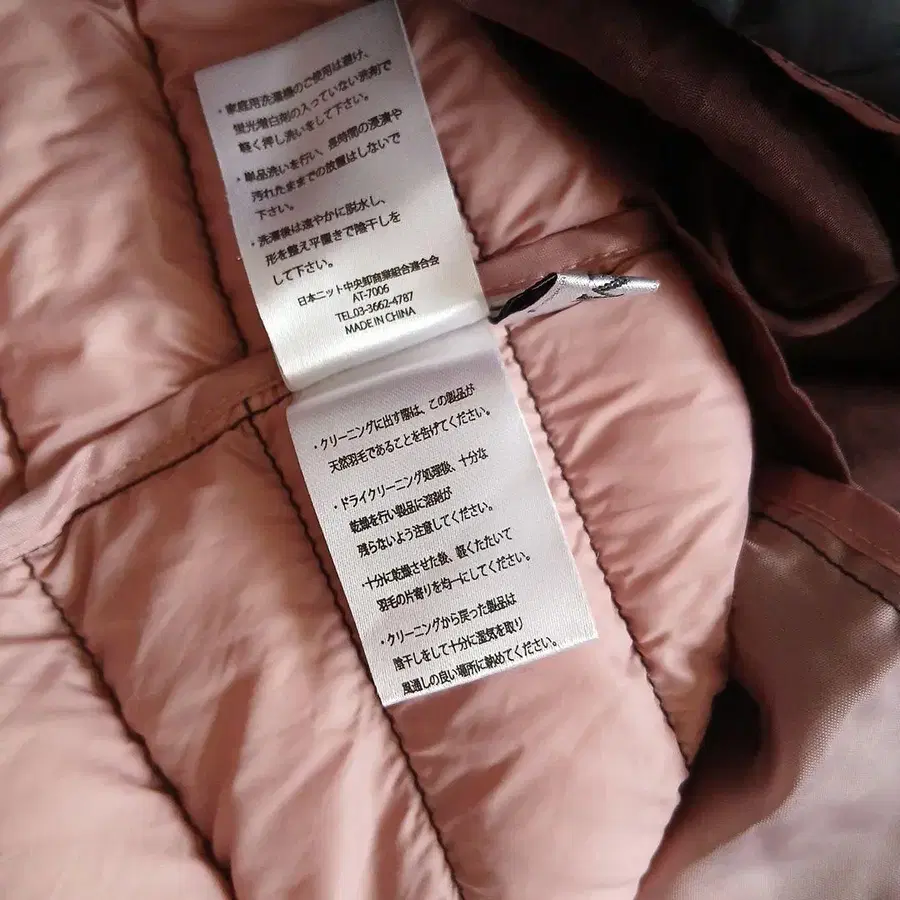 ・家庭用洗濯機のご使用は避け、
蛍光増白剤の入っていない洗剤で
軽く押し洗いをして下さい。
・単品洗いを行い、長時間の浸漬や
汚れたままでの放置はしないで
下さい。
・洗濯後は速やかに脱水し、
形を整え平置きで陰干しを
して下さい。
日本ニット中央卸商業組合連合会
AT-7006
TEL03-3662-4787
MADE IN CHINA
・クリーニングに出す際は、この製品が
天然羽毛であることを告げてください。
・ドライクリーニング処理後、十分な
乾燥を行い製品に溶剤が
残らないよう注意してください。
・十分に乾燥させた後、軽くたたいて
羽毛の片寄りを均一にしてください。
・クリーニングから戻った製品は
陰干しをして十分に湿気を取り
風通しの良い場所に納めてください。